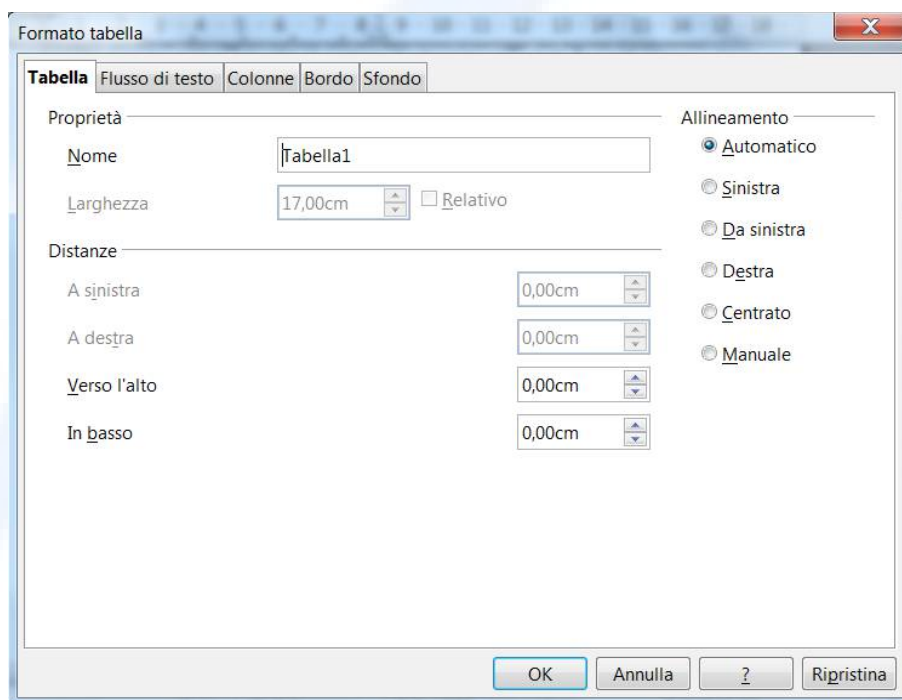 Formato tabella
Tabella Flusso di testo Colonne Bordo Sfondo
Proprietà
Nome Tabella1
Larghezza 17,00cm Relativo
Distanze
A sinistra 0,00cm
A destra 0,00cm
Verso l'alto 0,00cm
In basso 0,00cm
Allineamento
Automatico
Sinistra
Da sinistra
Destra
Centrato
Manuale
OK Annulla ? Ripristina